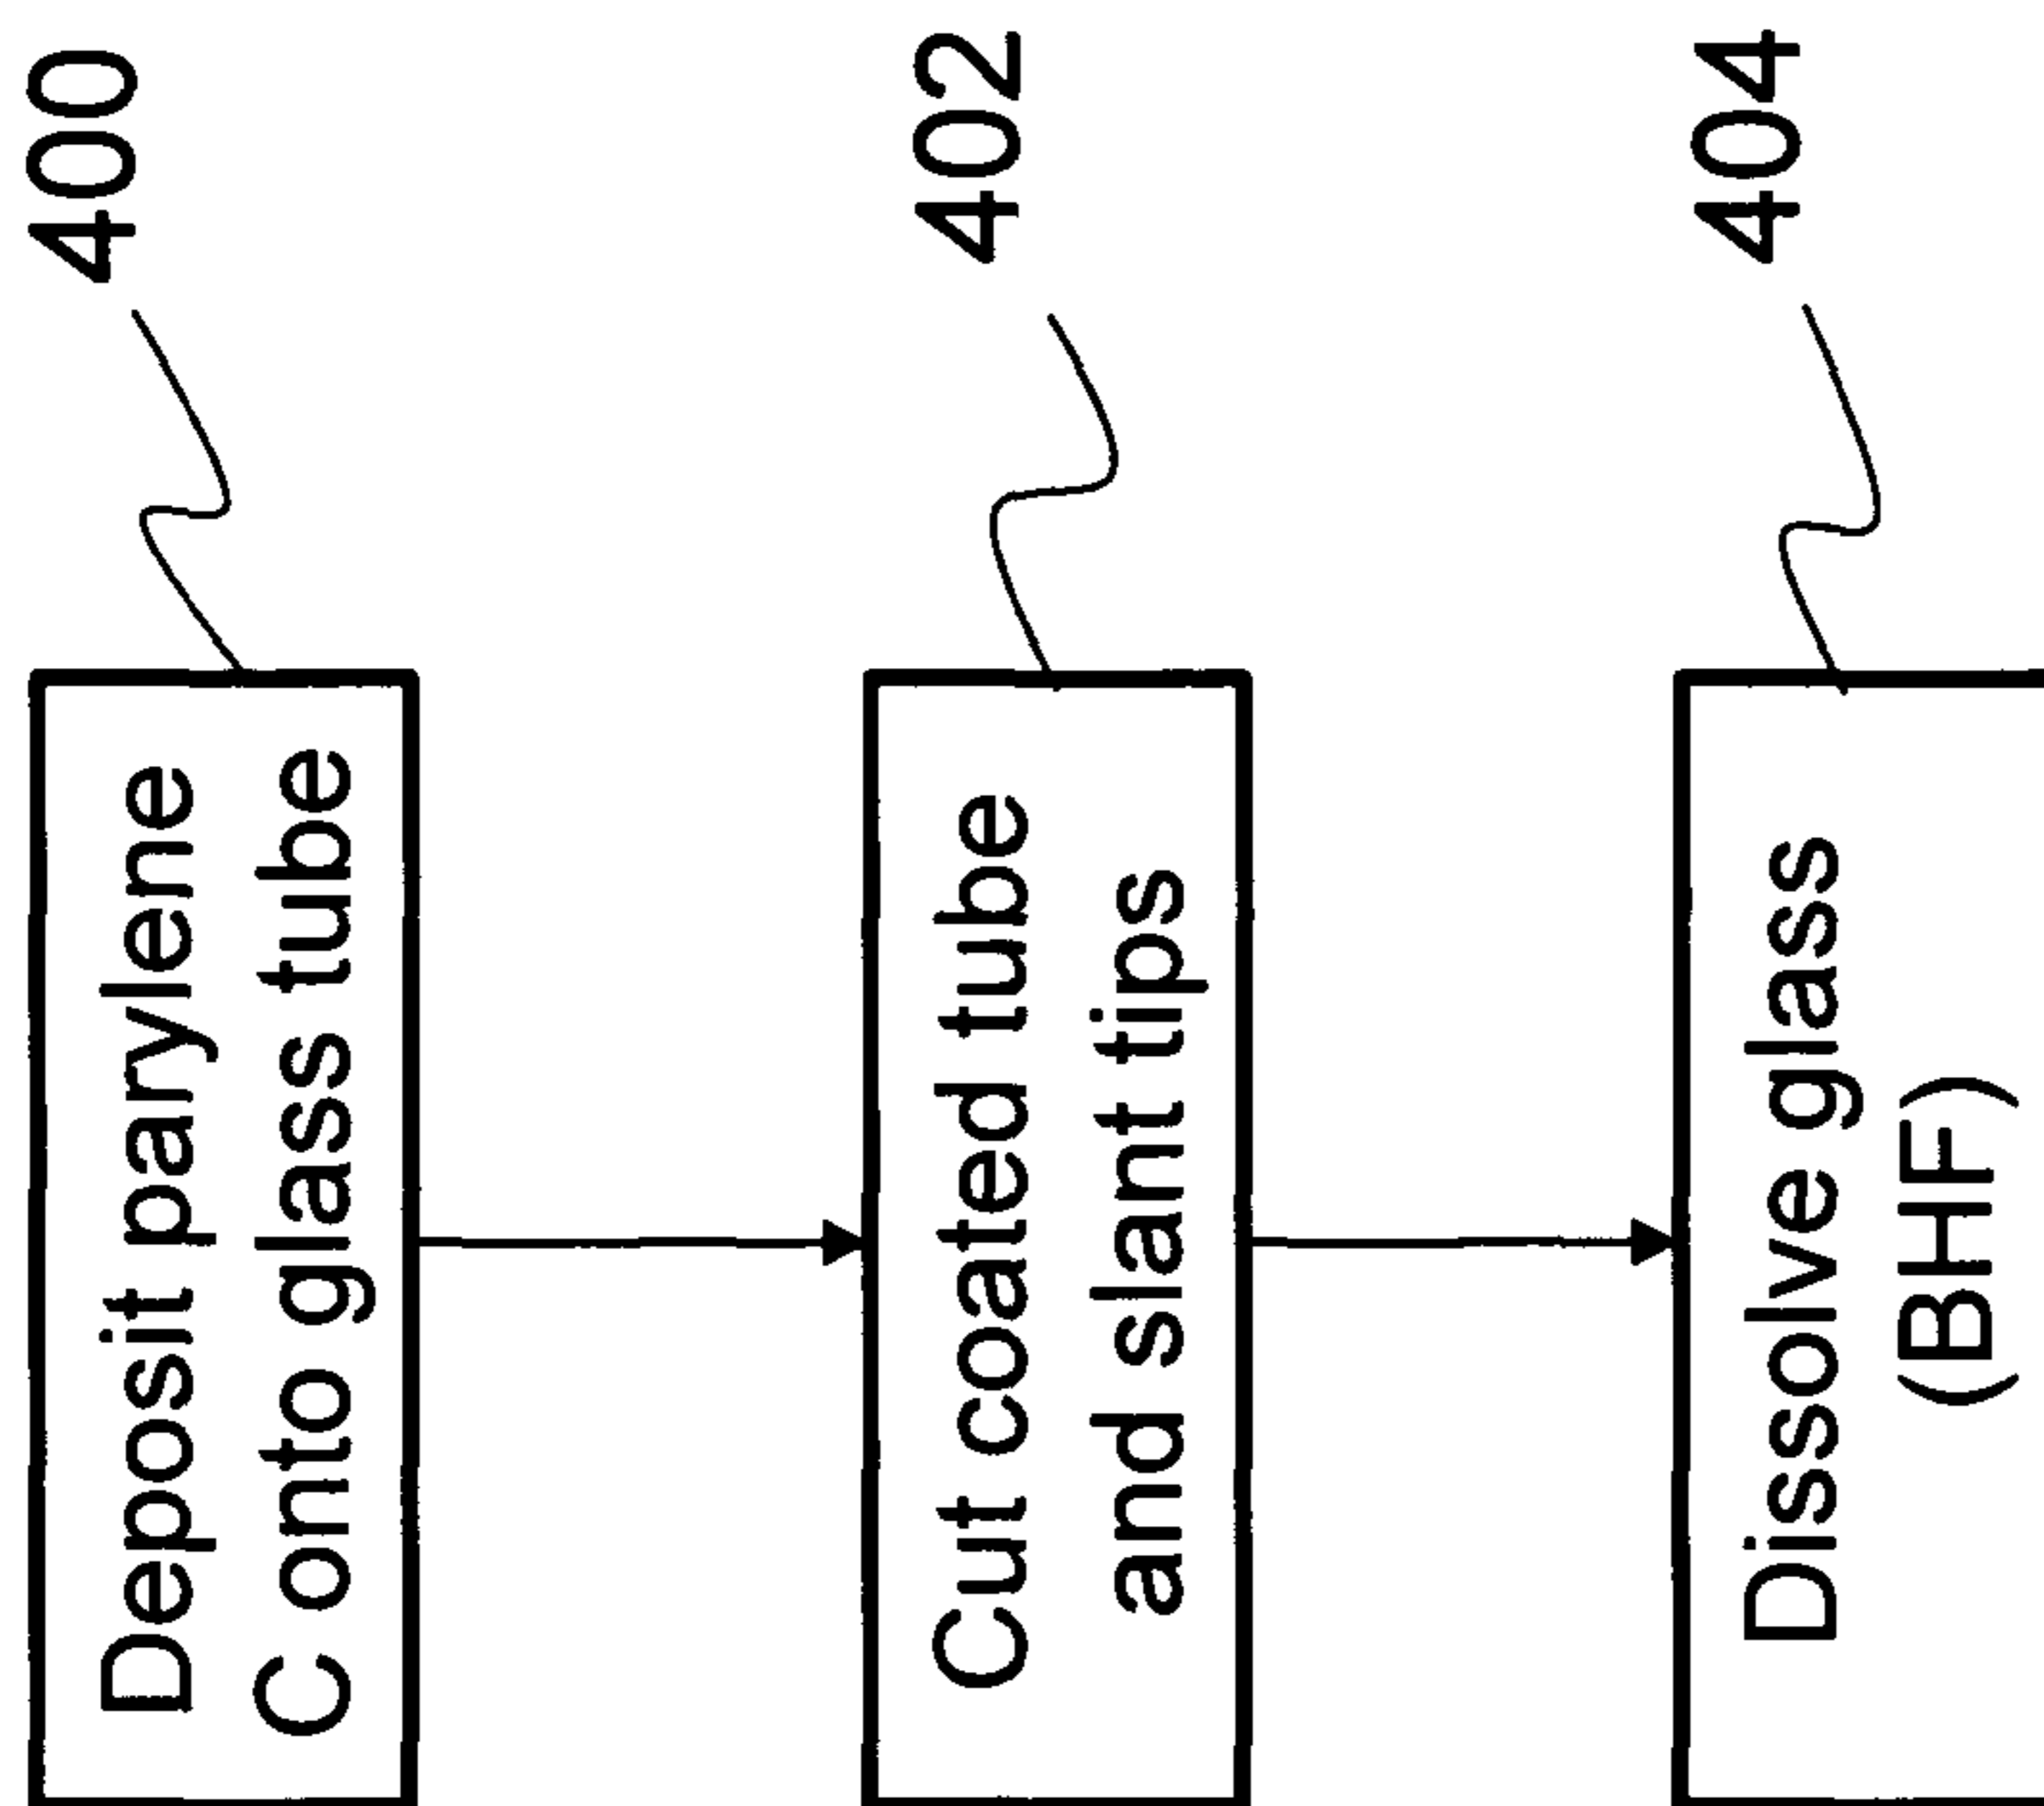 Deposit parylene
C onto glass tube
400
Cut coated tube
and slant tips
402
Dissolve glass
(BHF)
404